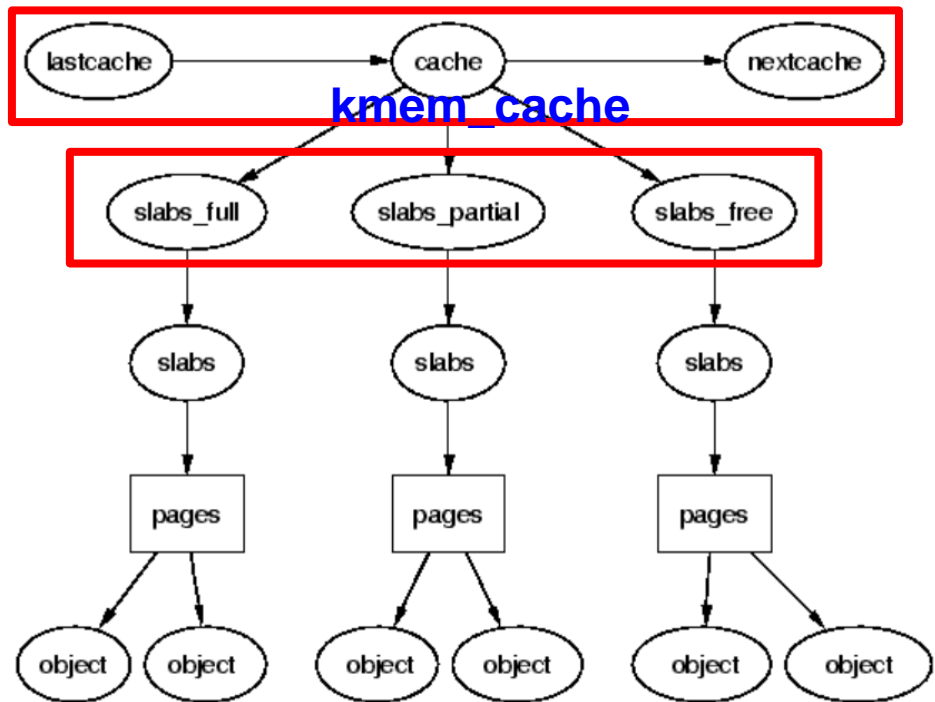 lastcache cache nextcache
kmem_cache
slabs_full slabs_partial slabs_free
slabs slabs slabs
pages pages pages
object object object object object object